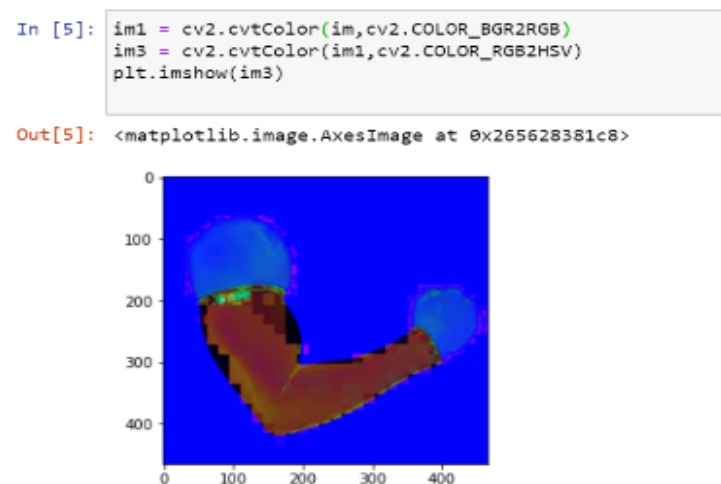 In [5]: im1 = cv2.cvtColor(im,cv2.COLOR_BGR2RGB)
im3 = cv2.cvtColor(im1,cv2.COLOR_RGB2HSV)
plt.imshow(im3)
Out[5]: <matplotlib.image.AxesImage at 0x265628381c8>
0
100
200
300
400
0 100 200 300 400